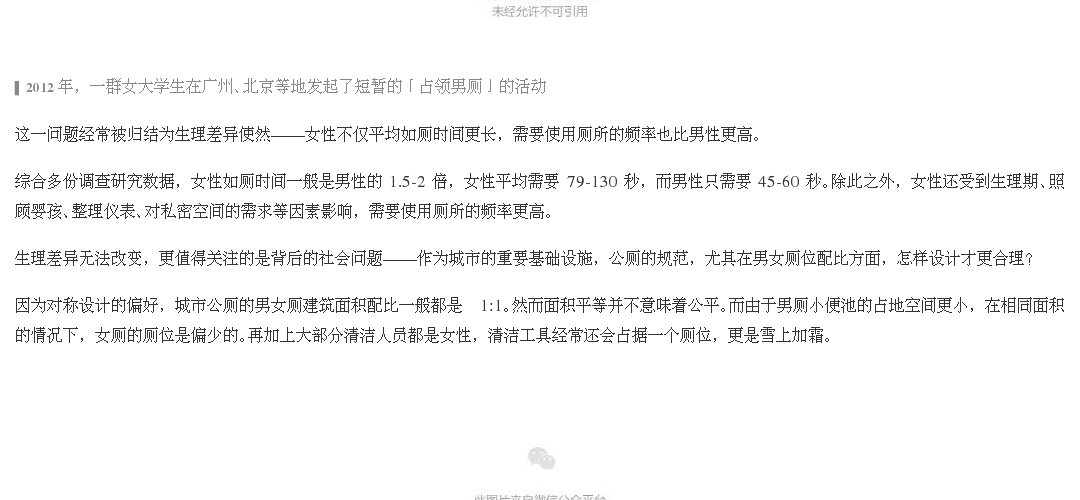 未经允许不可引用
2012 年，一群女大学生在广州、北京等地发起了短暂的「占领男厕」的活动
这一问题经常被归结为生理差异使然——女性不仅平均如厕时间更长，需要使用厕所的频率也比男性更高。
综合多份调查研究数据，女性如厕时间一般是男性的 1.5-2 倍，女性平均需要 79-130 秒，而男性只需要 45-60 秒。除此之外，女性还受到生理期、照
顾婴孩、整理仪表、对私密空间的需求等因素影响，需要使用厕所的频率更高。
生理差异无法改变，更值得关注的是背后的社会问题——作为城市的重要基础设施，公厕的规范，尤其在男女厕位配比方面，怎样设计才更合理？
因为对称设计的偏好，城市公厕的男女厕建筑面积配比一般都是 1:1。然而面积平等并不意味着公平。而由于男厕小便池的占地空间更小，在相同面积
的情况下，女厕的厕位是偏少的。再加上大部分清洁人员都是女性，清洁工具经常还会占据一个厕位，更是雪上加霜。
此图片来自微信公众平台